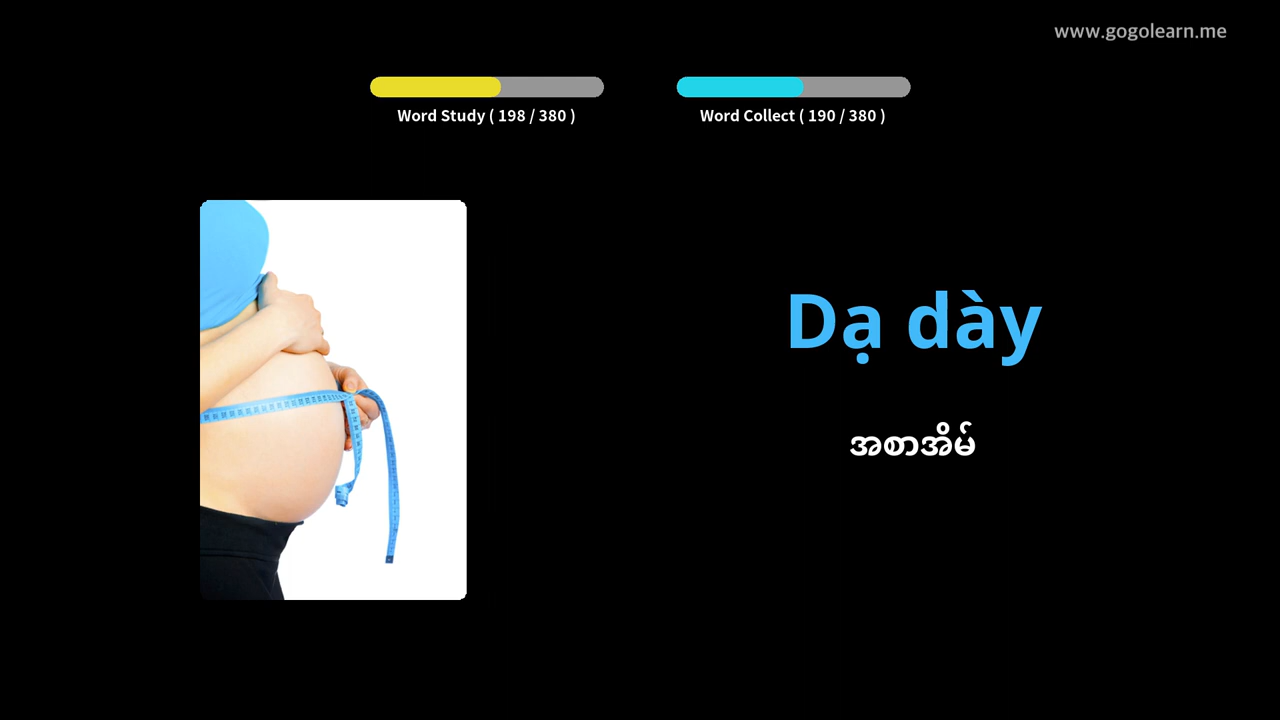 www.gogolearn.me
Word Study ( 198 / 380 )
Word Collect ( 190 / 380 )
Dạ dày
အစာအိမ်